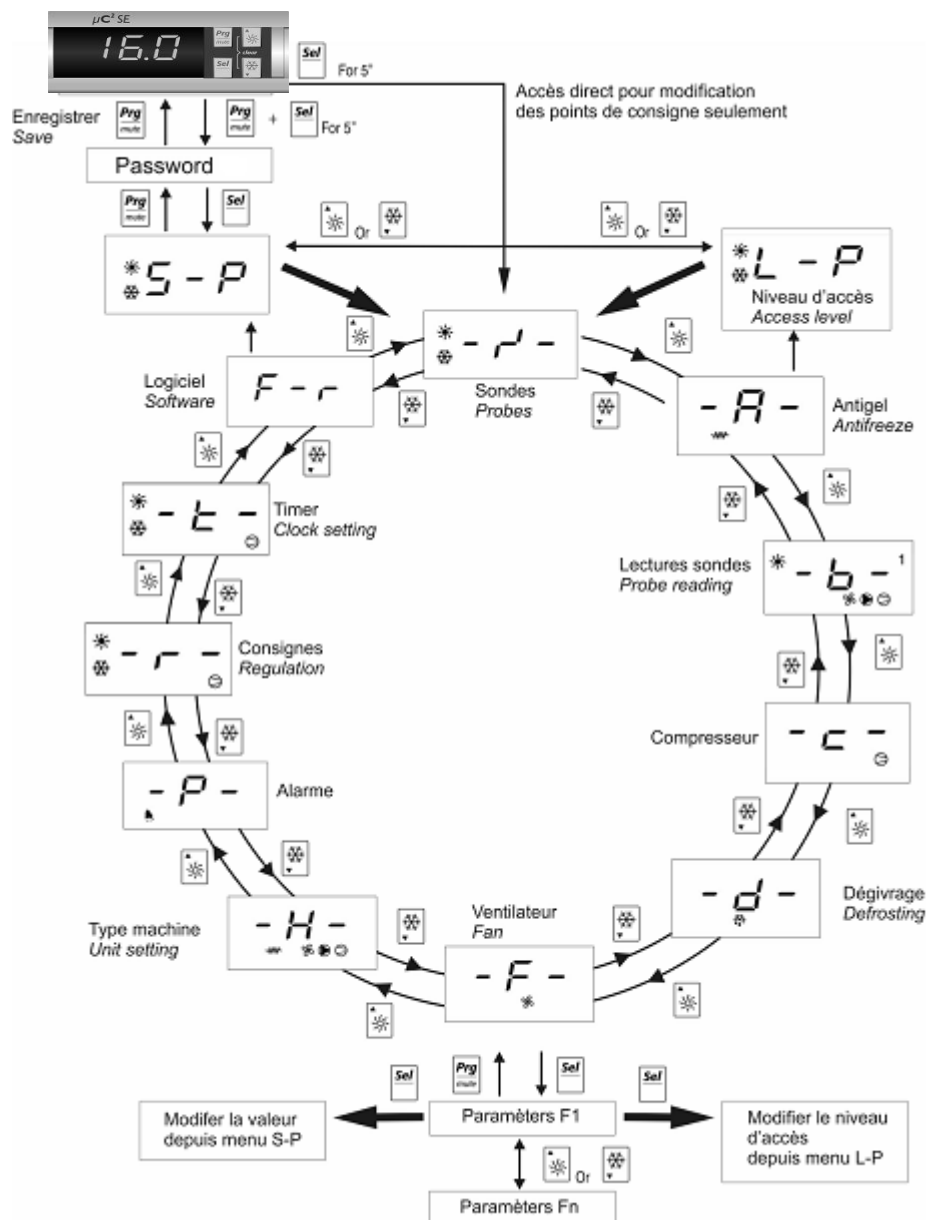 µC² SE
16.0
Prg
mute
clear
Sel
Sel
For 5"
Accès direct pour modification
des points de consigne seulement
Enregistrer
Save
Prg
mute
Prg
mute
+
Sel
For 5"
Password
Prg
mute
Sel
Or
Or
S - P
L - P
Niveau d'accès
Access level
Sondes
Probes
Logiciel
Software
F - r
- A -
Antigel
Antifreeze
- t -
Timer
Clock setting
Lectures sondes
Probe reading
- b -
1
- r -
Consignes
Regulation
Compresseur
- c -
- P -
Alarme
- d -
Dégivrage
Defrosting
Type machine
Unit setting
- H -
Ventilateur
Fan
- F -
Sel
Prg
mute
Sel
Sel
Modifer la valeur
depuis menu S-P
Paramèters F1
Modifier le niveau
d'accès
depuis menu L-P
Or
Paramèters Fn